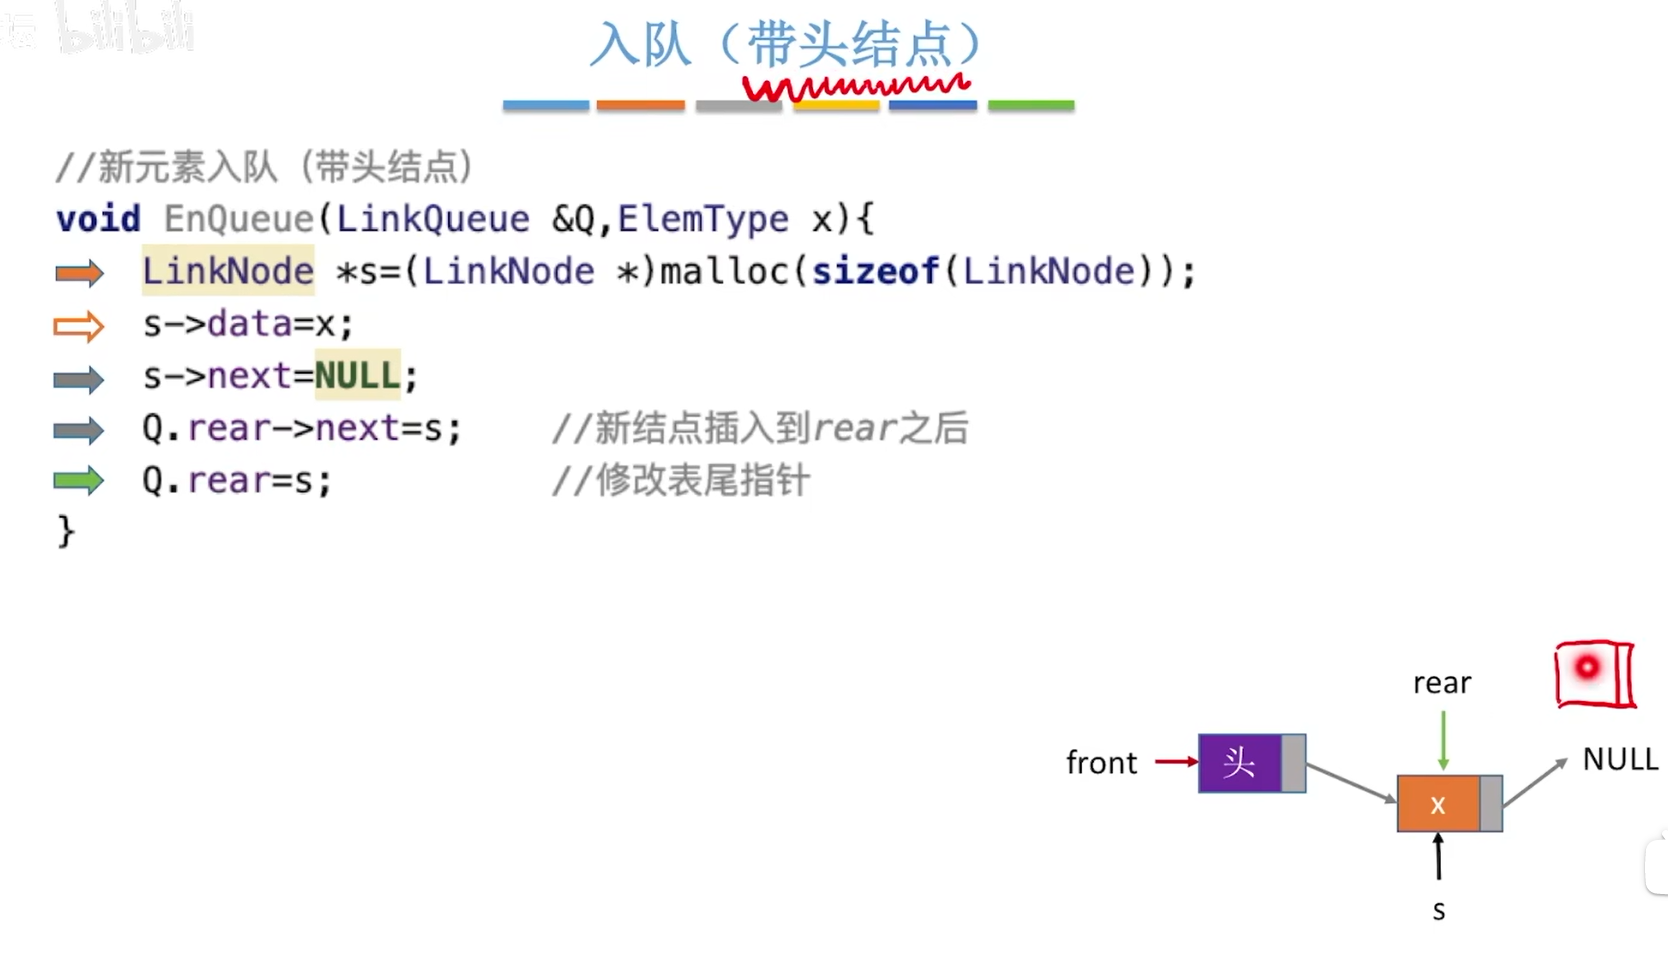 bilibili
入队（带头结点）
//新元素入队（带头结点）
void EnQueue(LinkQueue &Q,ElemType x){
LinkNode *s=(LinkNode *)malloc(sizeof(LinkNode));
s->data=x;
s->next=NULL;
Q.rear->next=s; //新结点插入到rear之后
Q.rear=s; //修改表尾指针
}
rear
front
头
NULL
x
s